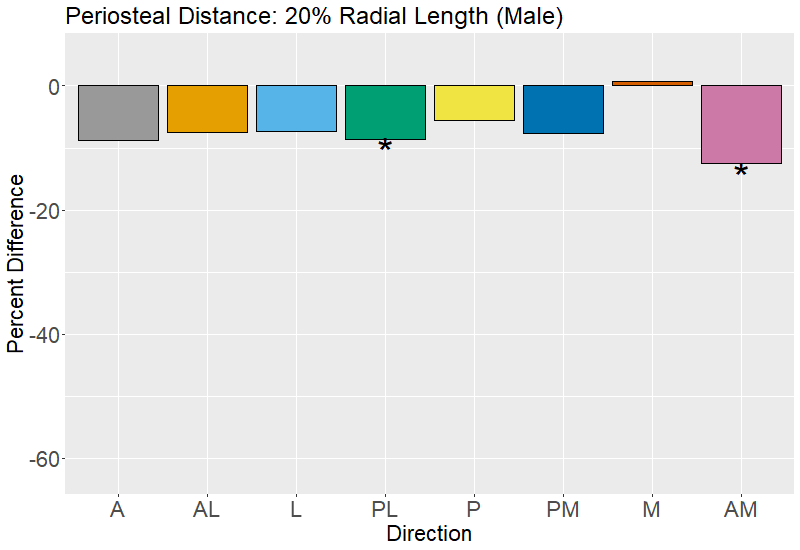 Periosteal Distance: 20% Radial Length (Male)
Percent Difference
0
-20
-40
-60
*
*
A AL L PL P PM M AM
Direction